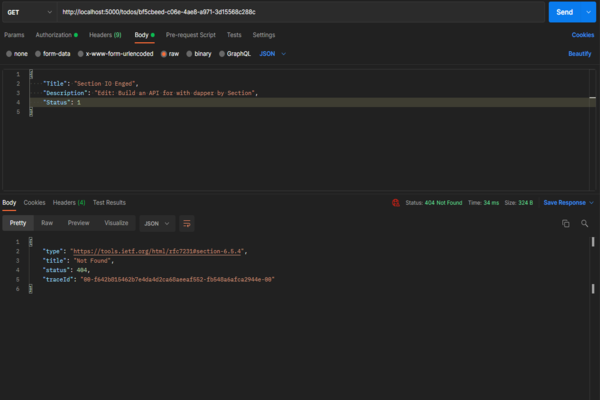 GET http://localhost:5000/todos/bf5cbeed-c06e-4ae8-a971-3d15568c288c Send
Params Authorization Headers (9) Body Pre-request Script Tests Settings Cookies
none form-data x-www-form-urlencoded raw binary GraphQL JSON Beautify
1 {
2 "Title": "Section IO Enged",
3 "Description": "Edit: Build an API for with dapper by Section",
4 "Status": 1
5 }
Body Cookies Headers (4) Test Results Status: 404 Not Found Time: 34 ms Size: 324 B Save Response
Pretty Raw Preview Visualize JSON
1 {
2 "type": "https://tools.ietf.org/html/rfc7231#section-6.5.4",
3 "title": "Not Found",
4 "status": 404,
5 "traceId":
6 }